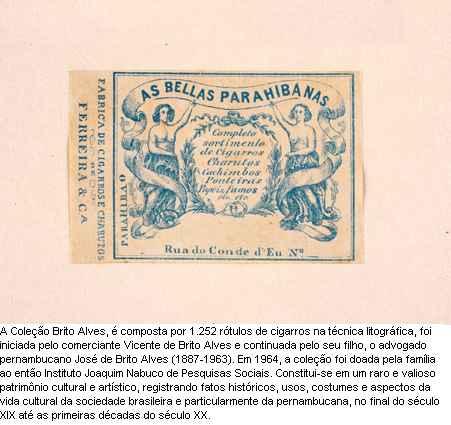 AS BELLAS PARAHIBANAS
Completo
sortimento
de Cigarros
Charutos
Cachimbos
Ponteiras
fumos
etc. etc.
Rua do Conde d'Eu Nº
PARAHIBA DO
FABRICA DE CIGARROS E CHARUTOS
FERREIRA & CA
A Coleção Brito Alves, é composta por 1.252 rótulos de cigarros na técnica litográfica, foi
iniciada pelo comerciante Vicente de Brito Alves e continuada pelo seu filho, o advogado
pernambucano José de Brito Alves (1887-1963). Em 1964, a coleção foi doada pela família
ao então Instituto Joaquim Nabuco de Pesquisas Sociais. Constitui-se em um raro e valioso
patrimônio cultural e artístico, registrando fatos históricos, usos, costumes e aspectos da
vida cultural da sociedade brasileira e particularmente da pernambucana, no final do século
XIX até as primeiras décadas do século XX.